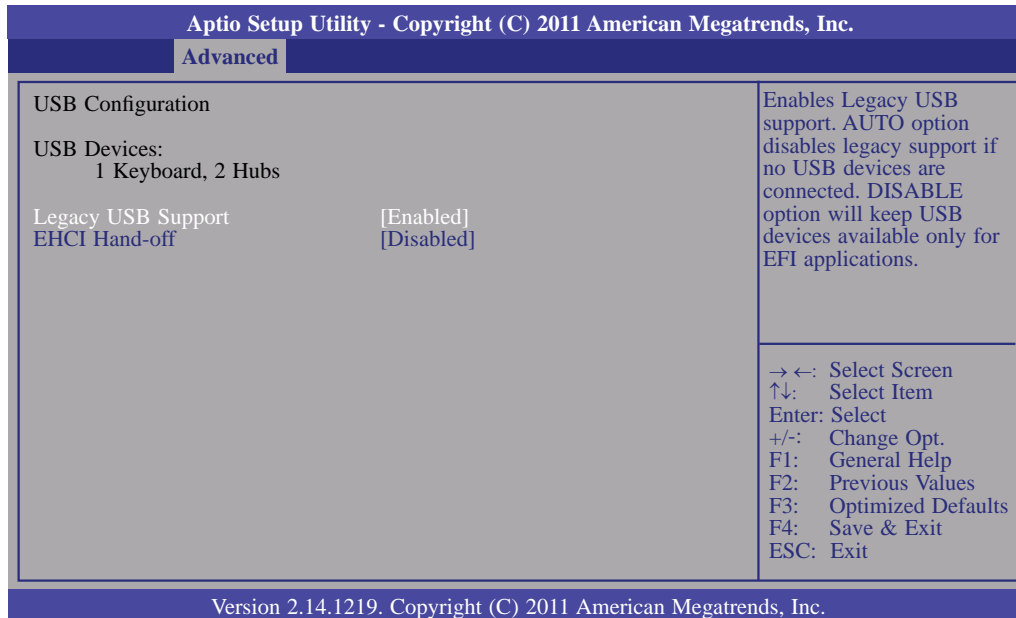 Aptio Setup Utility - Copyright (C) 2011 American Megatrends, Inc.
Advanced
USB Configuration
USB Devices:
1 Keyboard, 2 Hubs
Legacy USB Support [Enabled]
EHCI Hand-off [Disabled]
Enables Legacy USB
support. AUTO option
disables legacy support if
no USB devices are
connected. DISABLE
option will keep USB
devices available only for
EFI applications.
→ ←: Select Screen
↑↓: Select Item
Enter: Select
+/-: Change Opt.
F1: General Help
F2: Previous Values
F3: Optimized Defaults
F4: Save & Exit
ESC: Exit
Version 2.14.1219. Copyright (C) 2011 American Megatrends, Inc.